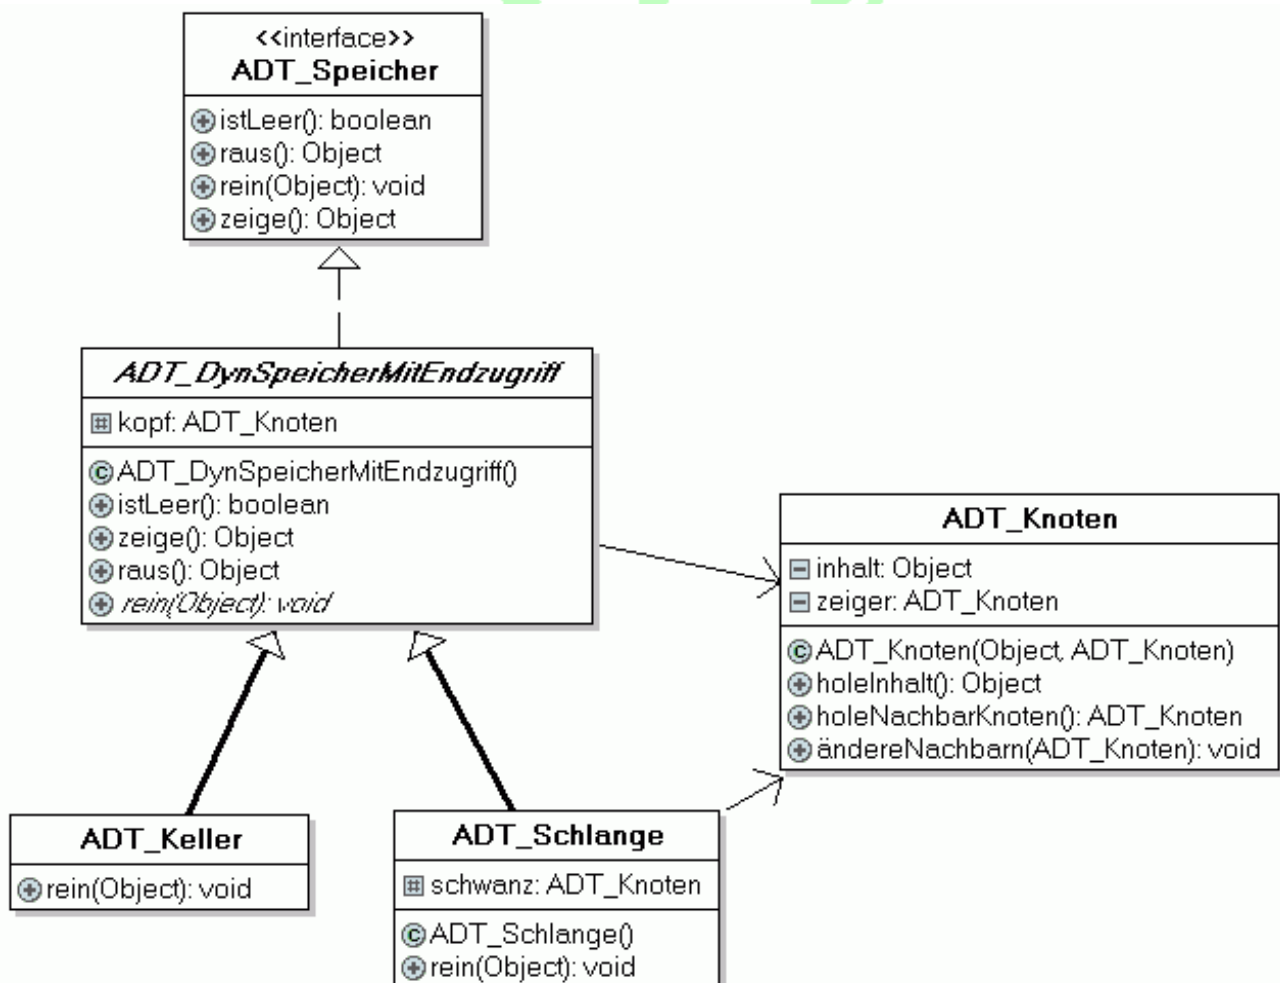 <<interface>>
ADT_Speicher
istLeer(): boolean
raus(): Object
rein(Object): void
zeige(): Object
ADT_DynSpeicherMitEndzugriff
kopf: ADT_Knoten
ADT_DynSpeicherMitEndzugriff()
istLeer(): boolean
zeige(): Object
raus(): Object
rein(Object): void
ADT_Knoten
inhalt: Object
zeiger: ADT_Knoten
ADT_Knoten(Object, ADT_Knoten)
holeInhalt(): Object
holeNachbarKnoten(): ADT_Knoten
ändereNachbarn(ADT_Knoten): void
ADT_Keller
rein(Object): void
ADT_Schlange
schwanz: ADT_Knoten
ADT_Schlange()
rein(Object): void